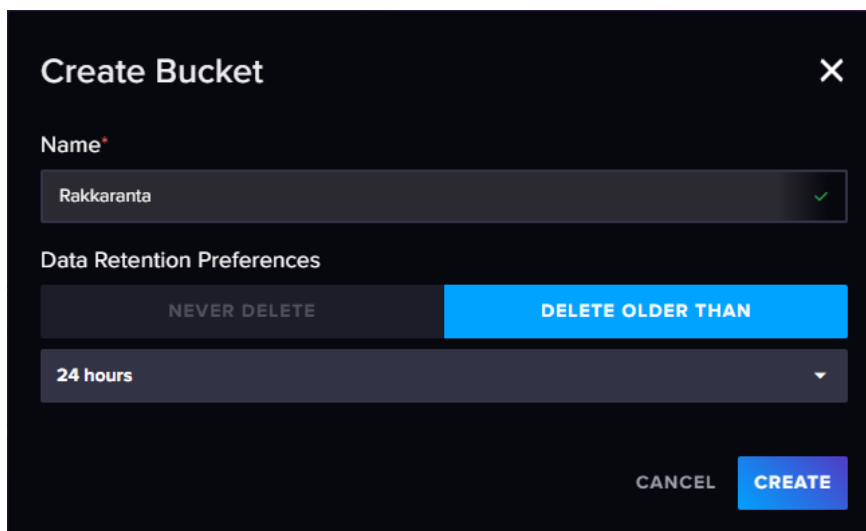 Create Bucket
Name*
Rakkaranta
Data Retention Preferences
NEVER DELETE DELETE OLDER THAN
24 hours
CANCEL CREATE